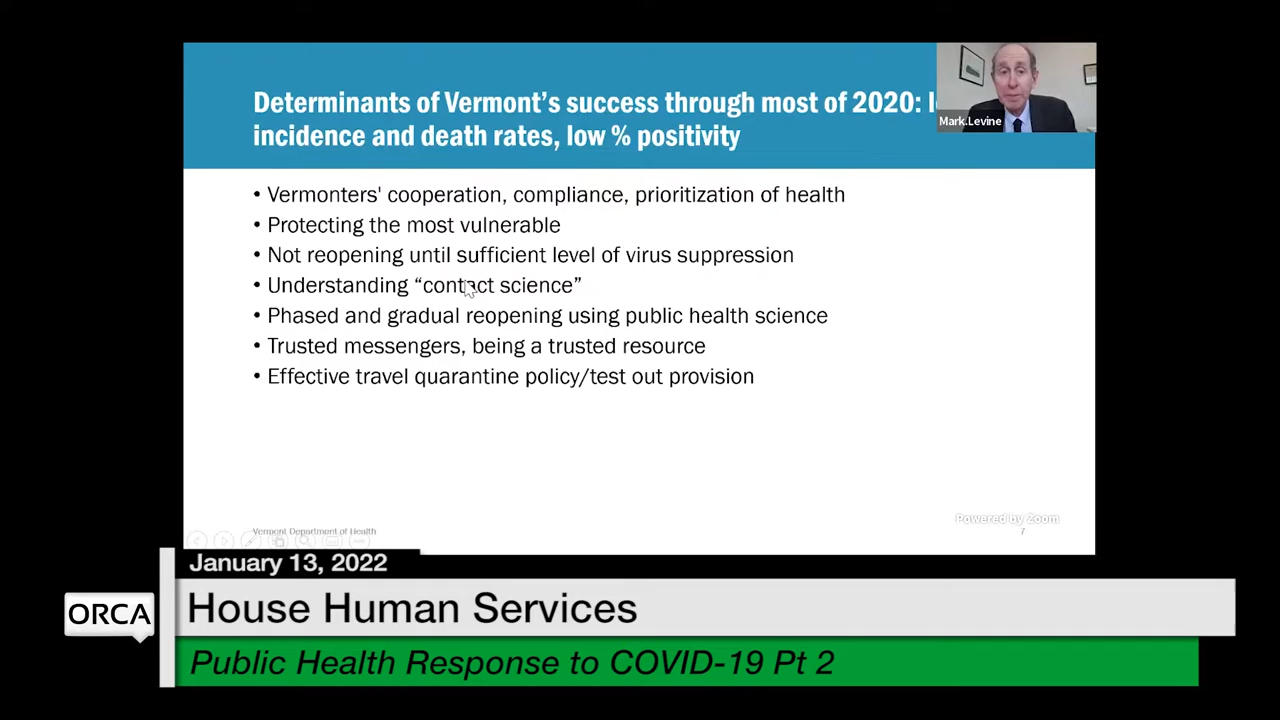 Determinants of Vermont's success through most of 2020:
incidence and death rates, low % positivity
Mark.Levine
• Vermonters' cooperation, compliance, prioritization of health
• Protecting the most vulnerable
• Not reopening until sufficient level of virus suppression
• Understanding “contact science”
• Phased and gradual reopening using public health science
• Trusted messengers, being a trusted resource
• Effective travel quarantine policy/test out provision
Vermont Department of Health
Powered by Zoom
7
January 13, 2022
ORCA
House Human Services
Public Health Response to COVID-19 Pt 2